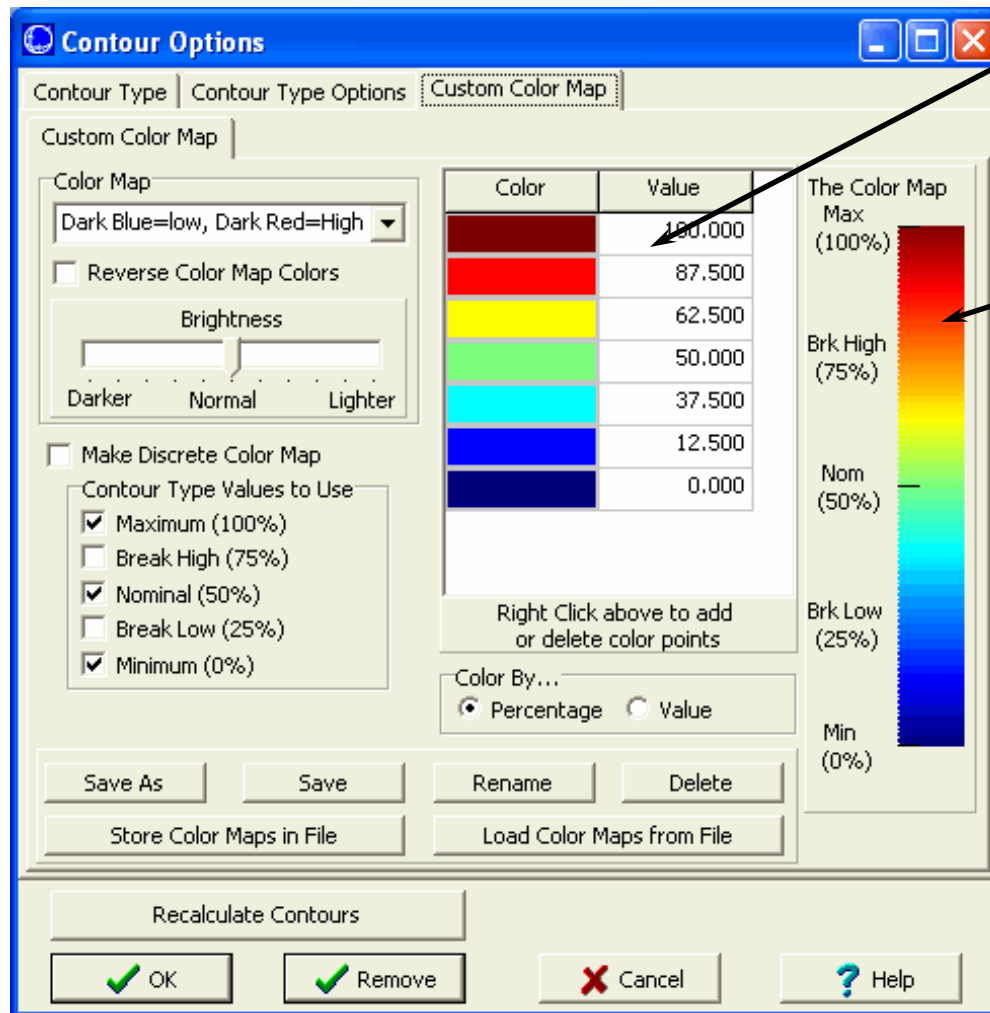 Contour Options
Contour Type
Contour Type Options
Custom Color Map
Custom Color Map
Color Map
Dark Blue=low, Dark Red=High
Reverse Color Map Colors
Brightness
Darker Normal Lighter
Make Discrete Color Map
Contour Type Values to Use
Maximum (100%)
Break High (75%)
Nominal (50%)
Break Low (25%)
Minimum (0%)
Color Value
100.000
87.500
62.500
50.000
37.500
12.500
0.000
Right Click above to add
or delete color points
Color By...
Percentage Value
The Color Map
Max
(100%)
Brk High
(75%)
Nom
(50%)
Brk Low
(25%)
Min
(0%)
Save As Save Rename Delete
Store Color Maps in File Load Color Maps from File
Recalculate Contours
OK Remove Cancel Help